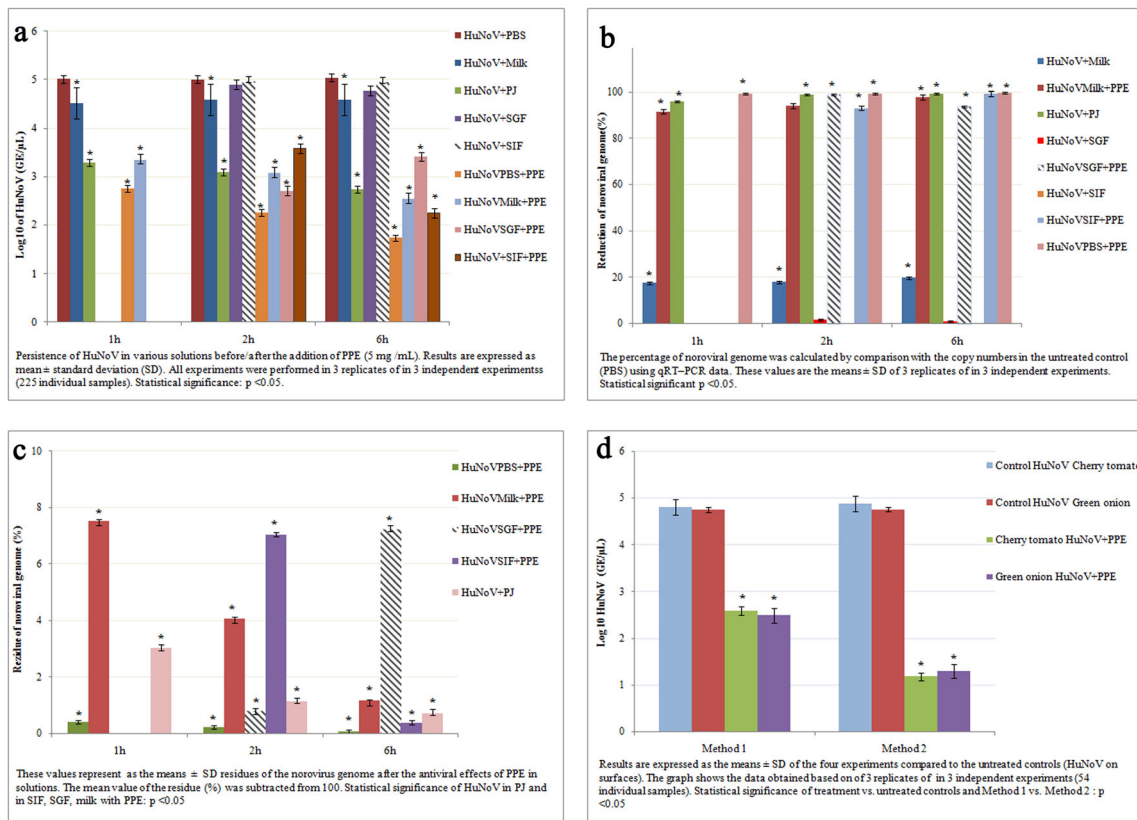 a
Log10 of HuNoV (GE/µL)
6
5
4
3
2
1
0
1h
2h
6h
HuNoV+PBS
HuNoV+Milk
HuNoV+PJ
HuNoV+SGF
HuNoV+SIF
HuNoVPBS+PPE
HuNoVMilk+PPE
HuNoVSGF+PPE
HuNoV+SIF+PPE
Persistence of HuNoV in various solutions before/after the addition of PPE (5 mg /mL). Results are expressed as
mean ± standard deviation (SD). All experiments were performed in 3 replicates of in 3 independent experimentss
(225 individual samples). Statistical significance: p <0.05.
b
Reduction of noroviral genome(%)
100
80
60
40
20
0
1h
2h
6h
HuNoV+Milk
HuNoVMilk+PPE
HuNoV+PJ
HuNoV+SGF
HuNoVSGF+PPE
HuNoV+SIF
HuNoVSIF+PPE
HuNoVPBS+PPE
The percentage of noroviral genome was calculated by comparison with the copy numbers in the untreated control
(PBS) using qRT–PCR data. These values are the means ± SD of 3 replicates of in 3 independent experiments.
Statistical significant p <0.05.
c
Rezidue of noroviral genome (%)
10
8
6
4
2
0
1h
2h
6h
HuNoVPBS+PPE
HuNoVMilk+PPE
HuNoVSGF+PPE
HuNoVSIF+PPE
HuNoV+PJ
These values represent as the means ± SD residues of the norovirus genome after the antiviral effects of PPE in
solutions. The mean value of the residue (%) was subtracted from 100. Statistical significance of HuNoV in PJ and
in SIF, SGF, milk with PPE: p <0.05
d
Log10 HuNoV (GE/µL)
6
5
4
3
2
1
0
Method 1
Method 2
Control HuNoV Cherry tomato
Control HuNoV Green onion
Cherry tomato HuNoV+PPE
Green onion HuNoV+PPE
Results are expressed as the means ± SD of the four experiments compared to the untreated controls (HuNoV on
surfaces). The graph shows the data obtained based on of 3 replicates of in 3 independent experiments (54
individual samples). Statistical significance of treatment vs. untreated controls and Method 1 vs. Method 2 : p
<0.05